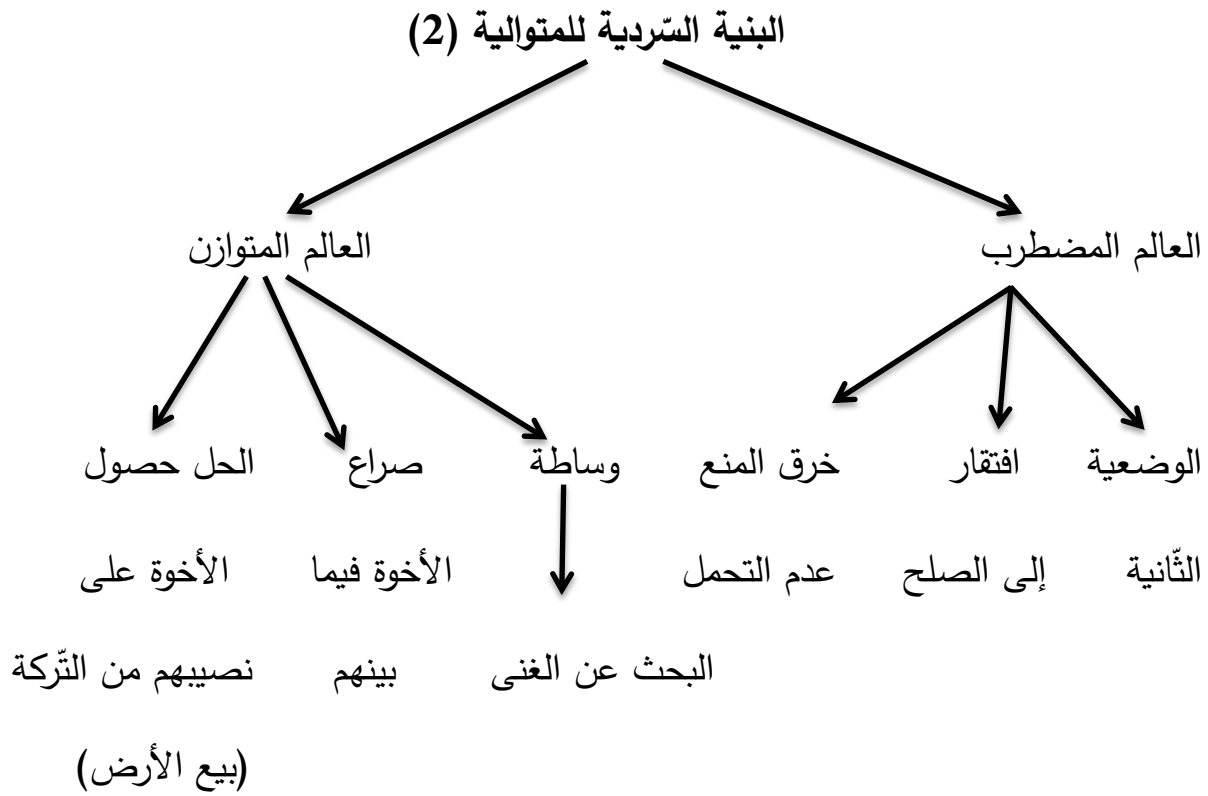 البنية السّردية للمتوالية (2)
العالم المضطرب العالم المتوازن
الوضعية افتقار خرق المنع وساطة صراع الحل حصول
الثّانية إلى الصلح عدم التحمل الأخوة فيما الأخوة على
البحث عن الغنى بينهم نصيبهم من التّركة
(بيع الأرض)